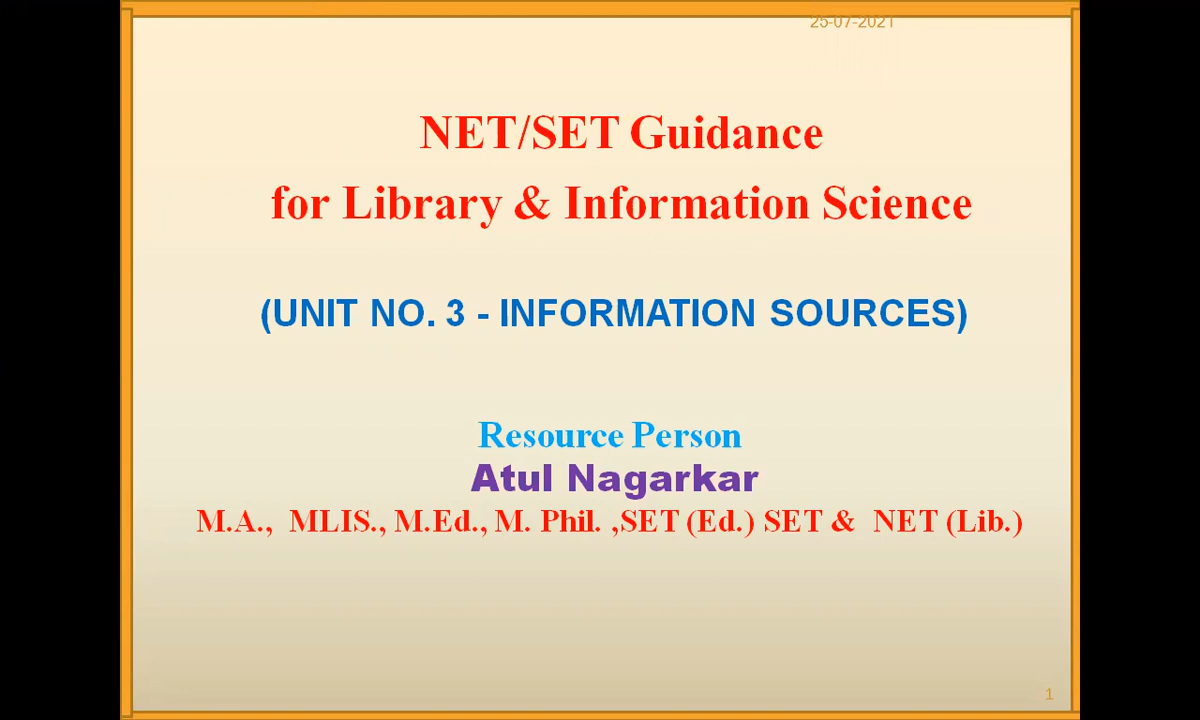 25-07-2021
NET/SET Guidance
for Library & Information Science
(UNIT NO. 3 - INFORMATION SOURCES)
Resource Person
Atul Nagarkar
M.A., MLIS., M.Ed., M. Phil. ,SET (Ed.) SET & NET (Lib.)
1